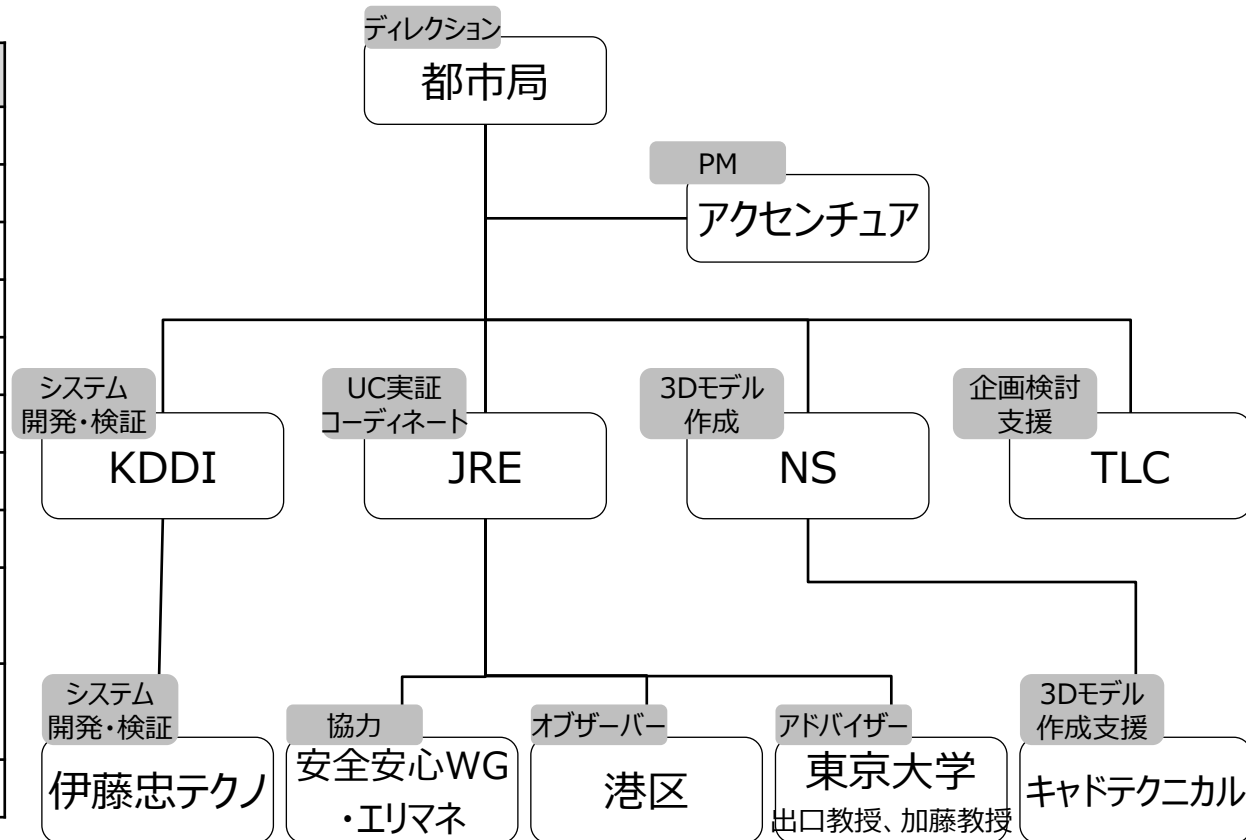 ディレクション
都市局
PM
アクセンチュア
システム
開発・検証
KDDI
UC実証
コーディネート
JRE
3Dモデル
作成
NS
企画検討
支援
TLC
システム
開発・検証
伊藤忠テクノ
協力
安全安心WG
・エリマネ
オブザーバー
港区
アドバイザー
東京大学
出口教授、加藤教授
3Dモデル
作成支援
キャドテクニカル